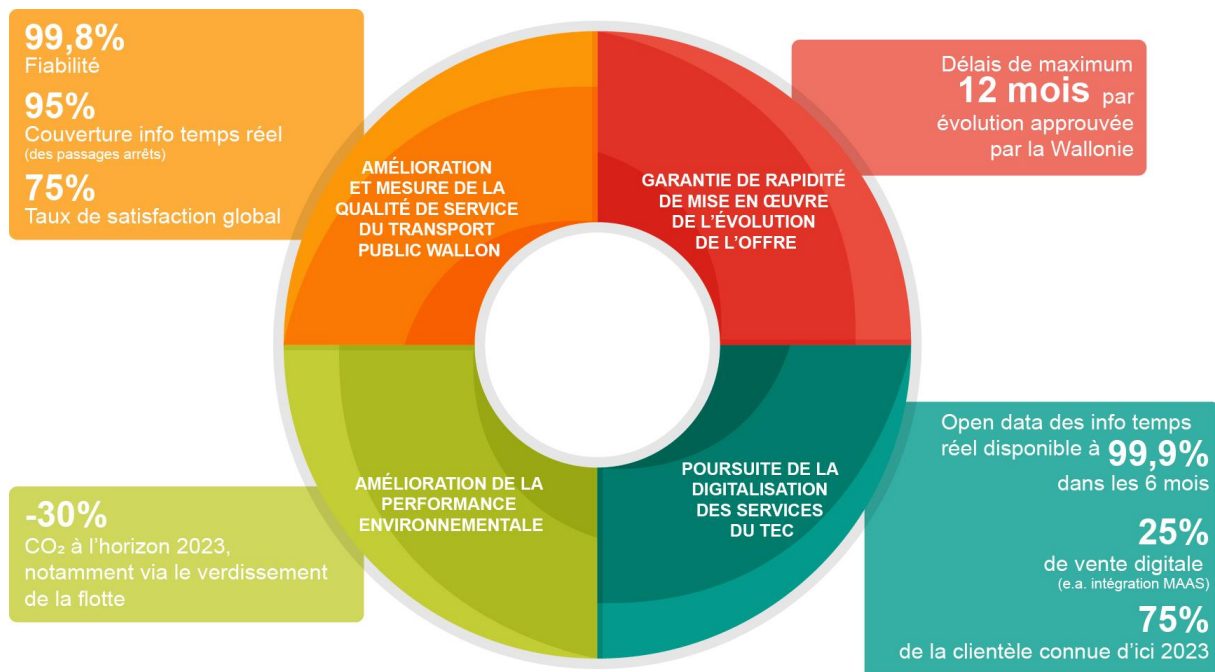 99,8%
Fiabilité
95%
Couverture info temps réel
(des passages arrêts)
75%
Taux de satisfaction global
AMÉLIORATION
ET MESURE DE LA
QUALITÉ DE SERVICE
DU TRANSPORT
PUBLIC WALLON
Délais de maximum
12 mois par
évolution approuvée
par la Wallonie
GARANTIE DE RAPIDITÉ
DE MISE EN ŒUVRE
DE L'ÉVOLUTION
DE L'OFFRE
-30%
CO₂ à l'horizon 2023,
notamment via le verdissement
de la flotte
AMÉLIORATION DE LA
PERFORMANCE
ENVIRONNEMENTALE
POURSUITE DE LA
DIGITALISATION
DES SERVICES
DU TEC
Open data des info temps
réel disponible à 99,9%
dans les 6 mois
25%
de vente digitale
(e.a. intégration MAAS)
75%
de la clientèle connue d'ici 2023